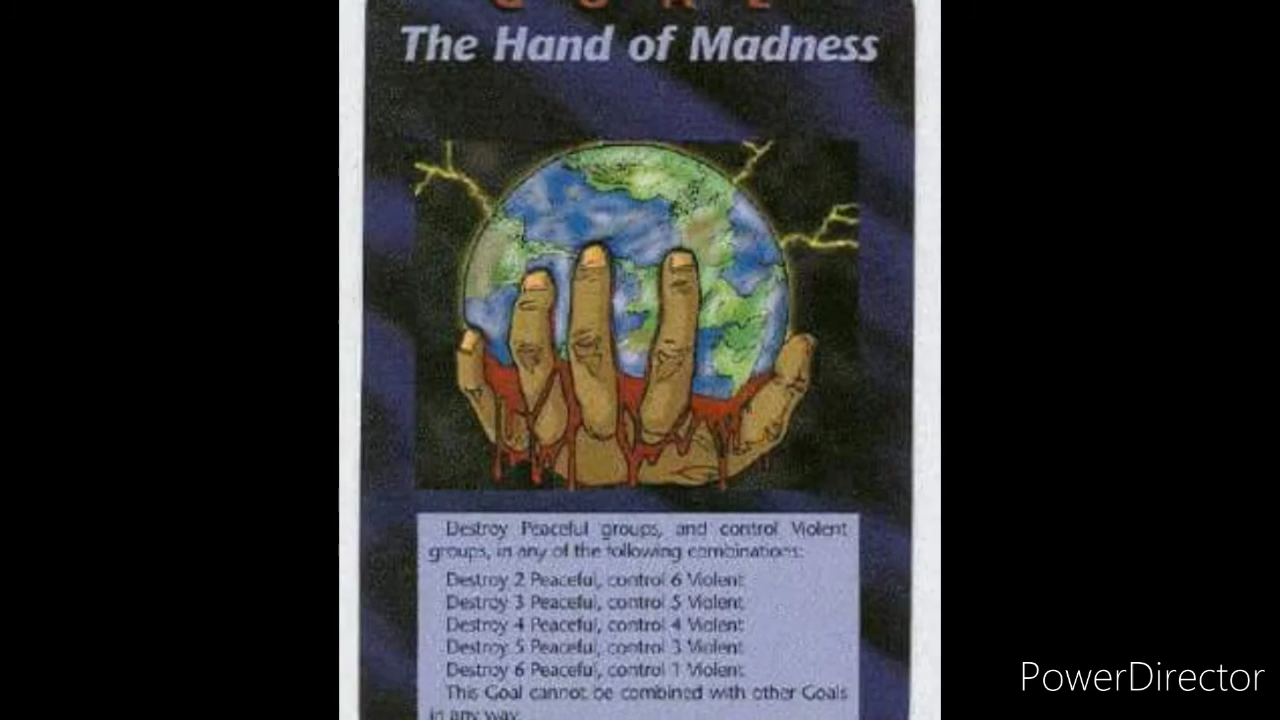 GOAL
The Hand of Madness
Destroy Peaceful groups, and control Violent
groups, in any of the following combinations:
Destroy 2 Peaceful, control 6 Violent
Destroy 3 Peaceful, control 5 Violent
Destroy 4 Peaceful, control 4 Violent
Destroy 5 Peaceful, control 3 Violent
Destroy 6 Peaceful, control 1 Violent
This Goal cannot be combined with other Goals
in any way.
PowerDirector